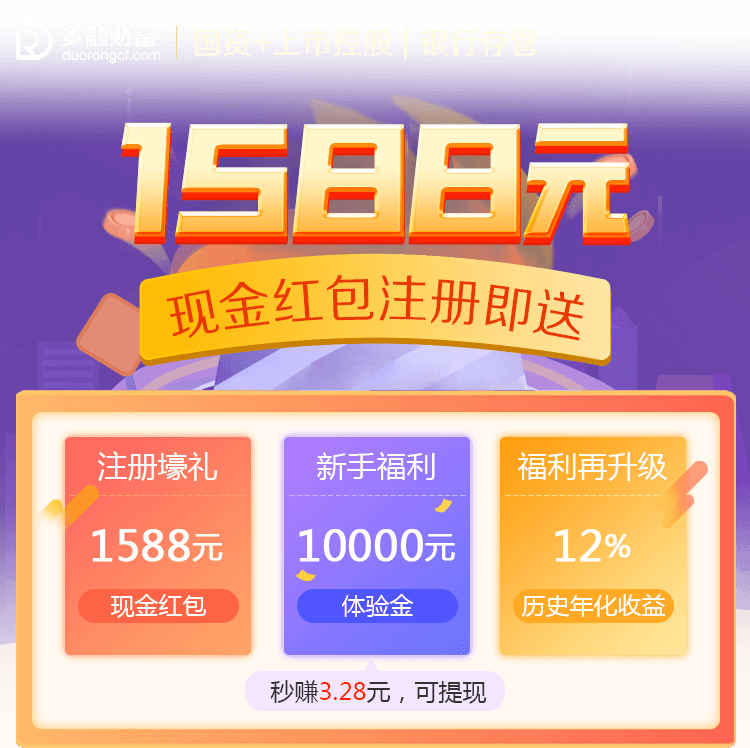 多融财富
duorongcf.com
国资+上市控股 | 银行存管
1588元
现金红包注册即送
注册壕礼
1588元
现金红包
新手福利
10000元
体验金
福利再升级
12%
历史年化收益
秒赚3.28元，可提现